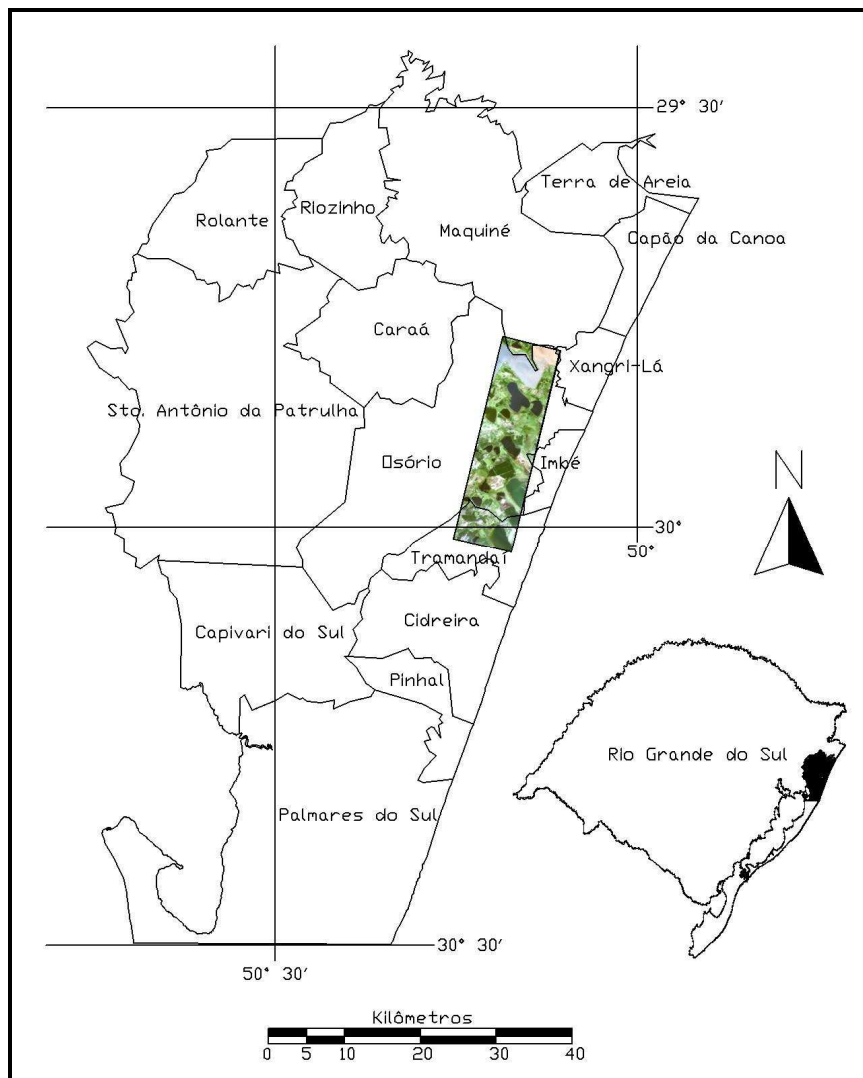 29° 30′
Terra de Areia
Riozinho
Rolante
Maquiné
Capão da Canoa
Caraá
Xangri-Lá
Sto. Antônio da Patrulha
Osório
Imbé
N
30°
50°
Tramandaí
Cidreira
Capivari do Sul
Pinhal
Rio Grande do Sul
Palmares do Sul
30° 30′
50° 30′
Kilômetros
0 5 10 20 30 40